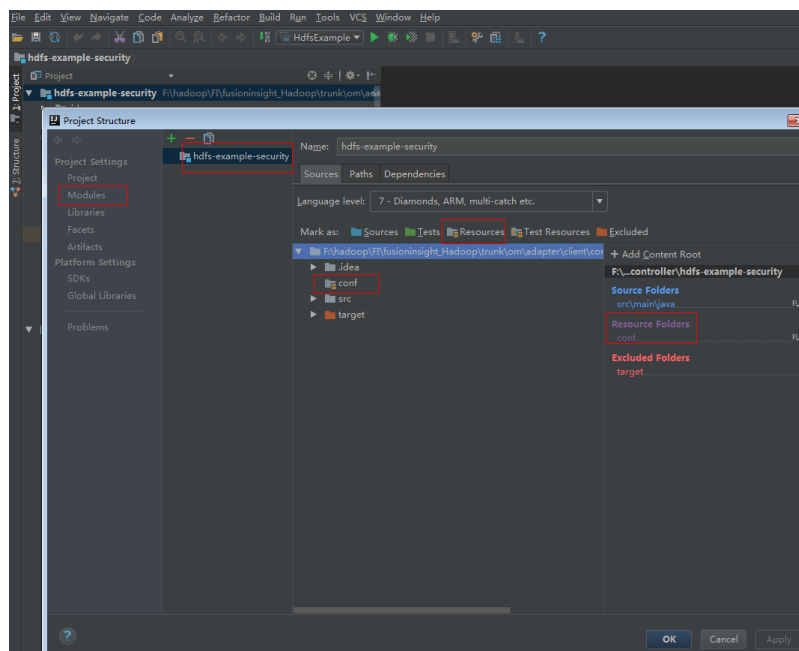 File Edit View Navigate Code Analyze Refactor Build Run Tools VCS Window Help
HdfsExample
hdfs-example-security
Project
1: Project
hdfs-example-security F:\hadoop\FI\fusioninsight_Hadoop\trunk\om\ada
Project Structure
7: Structure
Project Settings
Project
Modules
Libraries
Facets
Artifacts
Platform Settings
SDKs
Global Libraries
Problems
hdfs-example-security
Name: hdfs-example-security
Sources Paths Dependencies
Language level: 7 - Diamonds, ARM, multi-catch etc.
Mark as: Sources Tests Resources Test Resources Excluded
F:\hadoop\FI\fusioninsight_Hadoop\trunk\om\adapter\client\cor
.idea
conf
src
target
+ Add Content Root
F:\...controller\hdfs-example-security
Source Folders
src\main\java
Resource Folders
conf
Excluded Folders
target
?
OK Cancel Apply